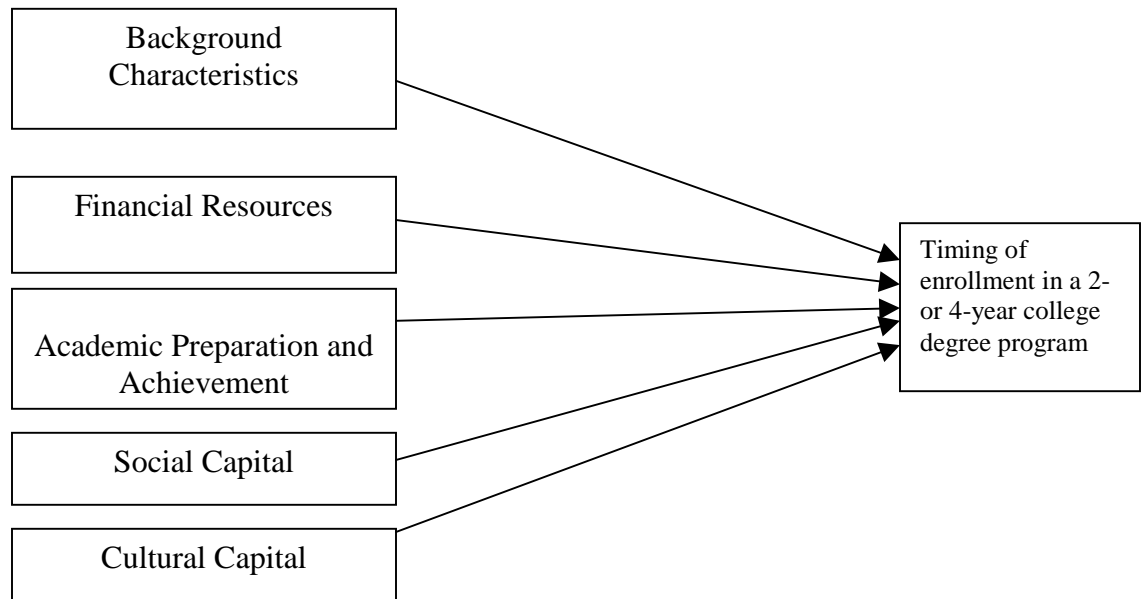 Background
Characteristics
Financial Resources
Academic Preparation and
Achievement
Social Capital
Cultural Capital
Timing of
enrollment in a 2-
or 4-year college
degree program